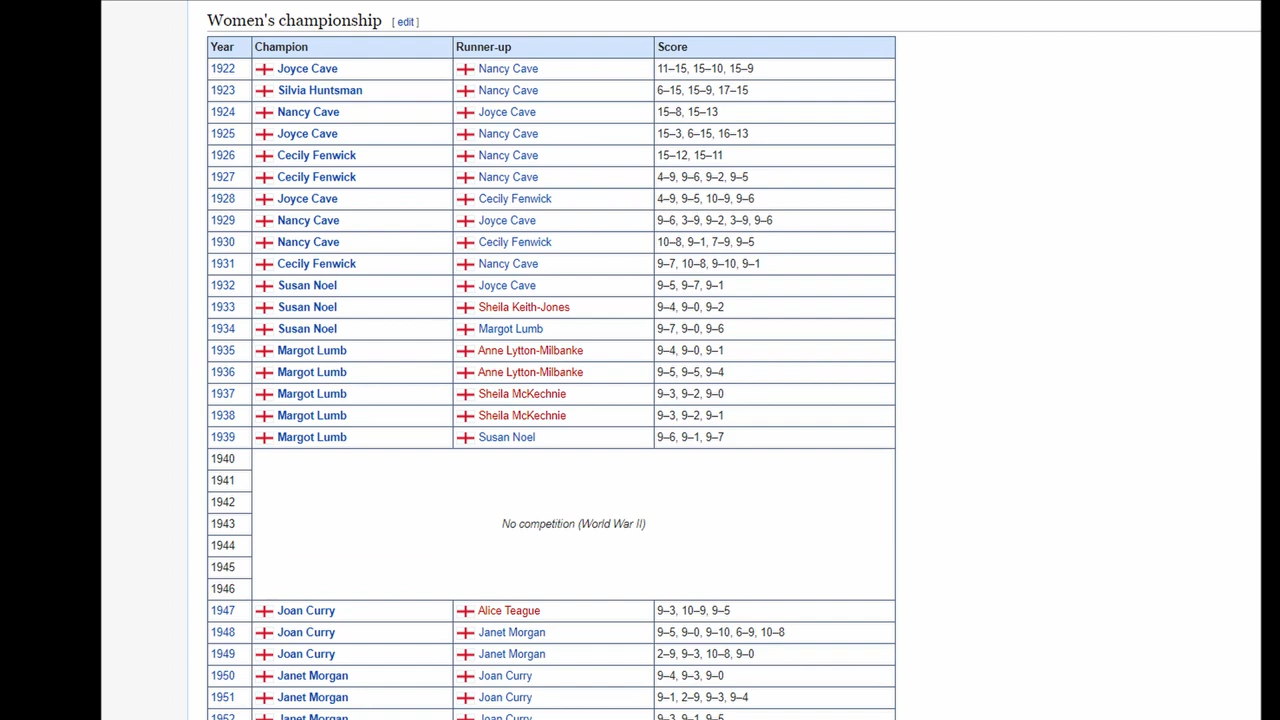 Women's championship [ edit ]
Year Champion Runner-up Score
1922 Joyce Cave Nancy Cave 11–15, 15–10, 15–9
1923 Silvia Huntsman Nancy Cave 6–15, 15–9, 17–15
1924 Nancy Cave Joyce Cave 15–8, 15–13
1925 Joyce Cave Nancy Cave 15–3, 6–15, 16–13
1926 Cecily Fenwick Nancy Cave 15–12, 15–11
1927 Cecily Fenwick Nancy Cave 4–9, 9–6, 9–2, 9–5
1928 Joyce Cave Cecily Fenwick 4–9, 9–5, 10–9, 9–6
1929 Nancy Cave Joyce Cave 9–6, 3–9, 9–2, 3–9, 9–6
1930 Nancy Cave Cecily Fenwick 10–8, 9–1, 7–9, 9–5
1931 Cecily Fenwick Nancy Cave 9–7, 10–8, 9–10, 9–1
1932 Susan Noel Joyce Cave 9–5, 9–7, 9–1
1933 Susan Noel Sheila Keith-Jones 9–4, 9–0, 9–2
1934 Susan Noel Margot Lumb 9–7, 9–0, 9–6
1935 Margot Lumb Anne Lytton-Milbanke 9–4, 9–0, 9–1
1936 Margot Lumb Anne Lytton-Milbanke 9–5, 9–5, 9–4
1937 Margot Lumb Sheila McKechnie 9–3, 9–2, 9–0
1938 Margot Lumb Sheila McKechnie 9–3, 9–2, 9–1
1939 Margot Lumb Susan Noel 9–6, 9–1, 9–7
1940
1941
1942
1943 No competition (World War II)
1944
1945
1946
1947 Joan Curry Alice Teague 9–3, 10–9, 9–5
1948 Joan Curry Janet Morgan 9–5, 9–0, 9–10, 6–9, 10–8
1949 Joan Curry Janet Morgan 2–9, 9–3, 10–8, 9–0
1950 Janet Morgan Joan Curry 9–4, 9–3, 9–0
1951 Janet Morgan Joan Curry 9–1, 2–9, 9–3, 9–4
1952 Janet Morgan Joan Curry 9–3, 9–1, 9–5